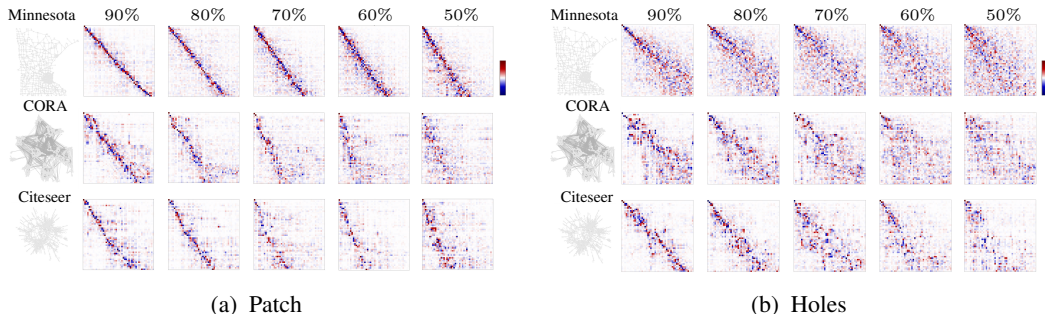 Minnesota 90% 80% 70% 60% 50%
CORA
Citeseer
(a) Patch
Minnesota 90% 80% 70% 60% 50%
CORA
Citeseer
(b) Holes